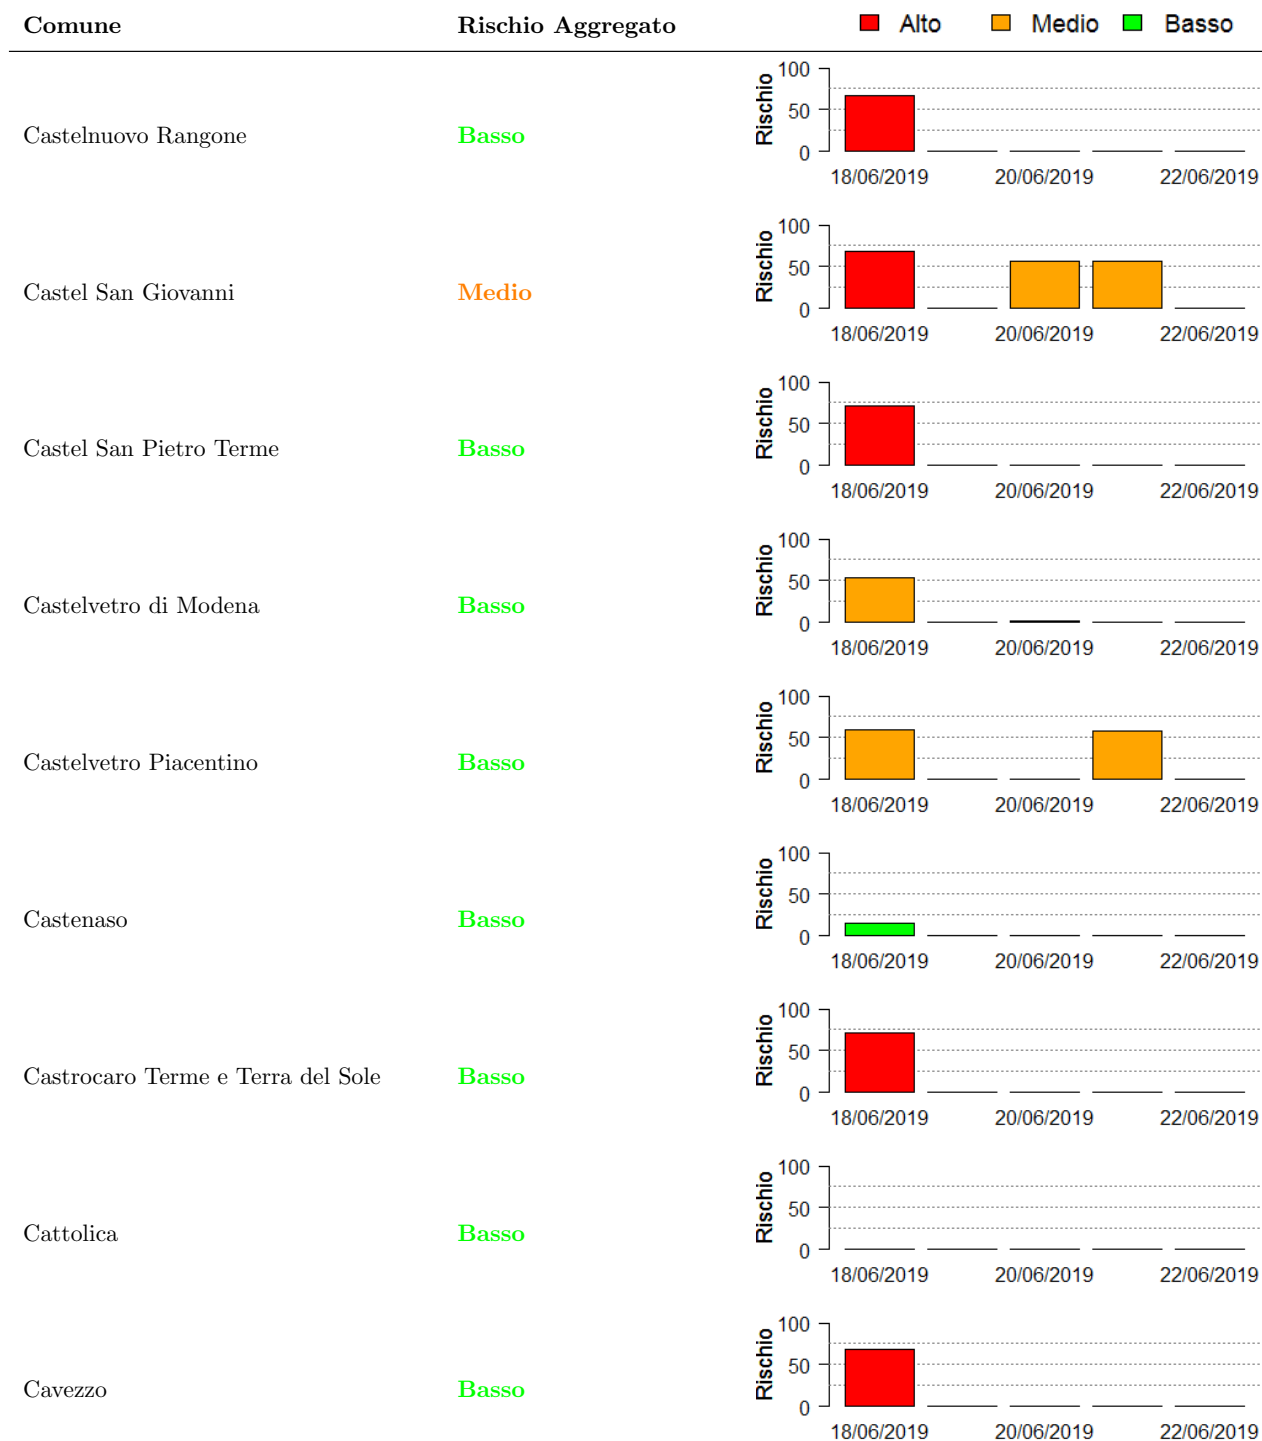 Comune Rischio Aggregato Alto Medio Basso
100
50
0
Rischio
Castelnuovo Rangone Basso
18/06/2019 20/06/2019 22/06/2019
100
50
0
Rischio
Castel San Giovanni Medio
18/06/2019 20/06/2019 22/06/2019
100
50
0
Rischio
Castel San Pietro Terme Basso
18/06/2019 20/06/2019 22/06/2019
100
50
0
Rischio
Castelvetro di Modena Basso
18/06/2019 20/06/2019 22/06/2019
100
50
0
Rischio
Castelvetro Piacentino Basso
18/06/2019 20/06/2019 22/06/2019
100
50
0
Rischio
Castenaso Basso
18/06/2019 20/06/2019 22/06/2019
100
50
0
Rischio
Castrocaro Terme e Terra del Sole Basso
18/06/2019 20/06/2019 22/06/2019
100
50
0
Rischio
Cattolica Basso
18/06/2019 20/06/2019 22/06/2019
100
50
0
Rischio
Cavezzo Basso
18/06/2019 20/06/2019 22/06/2019